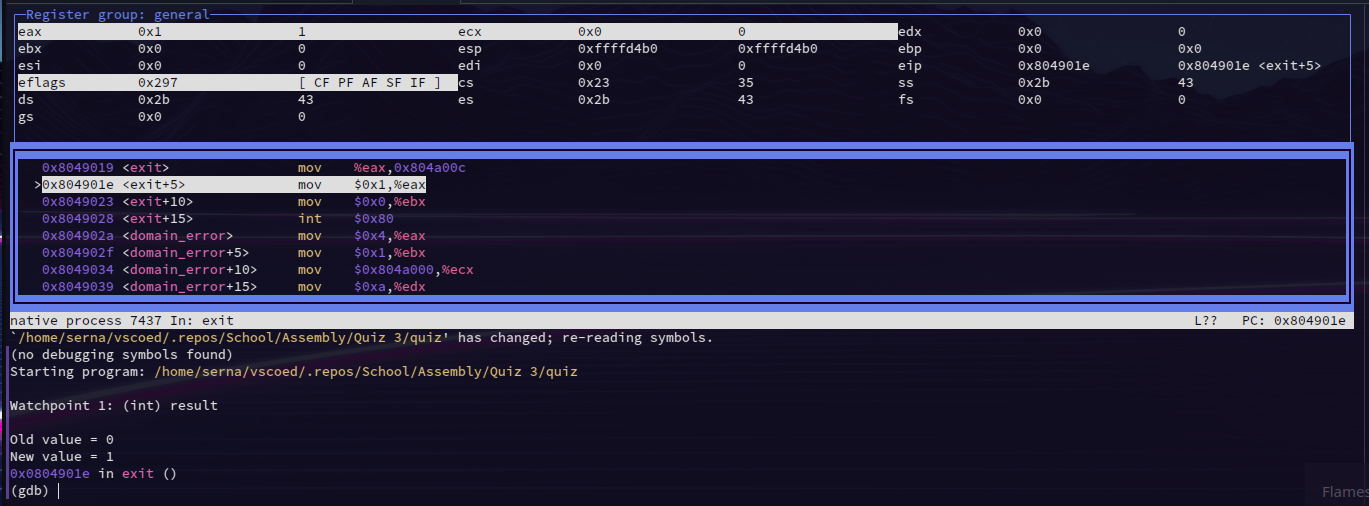 Register group: general
eax 0x1 1 ecx 0x0 0 edx 0x0 0
ebx 0x0 0 esp 0xffffd4b0 0xffffd4b0 ebp 0x0 0x0
esi 0x0 0 edi 0x0 0 eip 0x804901e 0x804901e <exit+5>
eflags 0x297 [ CF PF AF SF IF ] cs 0x23 35 ss 0x2b 43
ds 0x2b 43 es 0x2b 43 fs 0x0 0
gs 0x0 0
0x8049019 <exit> mov %eax,0x804a00c
>0x804901e <exit+5> mov $0x1,%eax
0x8049023 <exit+10> mov $0x0,%ebx
0x8049028 <exit+15> int $0x80
0x804902a <domain_error> mov $0x4,%eax
0x804902f <domain_error+5> mov $0x1,%ebx
0x8049034 <domain_error+10> mov $0x804a000,%ecx
0x8049039 <domain_error+15> mov $0xa,%edx
native process 7437 In: exit L?? PC: 0x804901e
`/home/serna/vscoed/.repos/School/Assembly/Quiz 3/quiz' has changed; re-reading symbols.
(no debugging symbols found)
Starting program: /home/serna/vscoed/.repos/School/Assembly/Quiz 3/quiz
Watchpoint 1: (int) result
Old value = 0
New value = 1
0x0804901e in exit ()
(gdb)
Flames